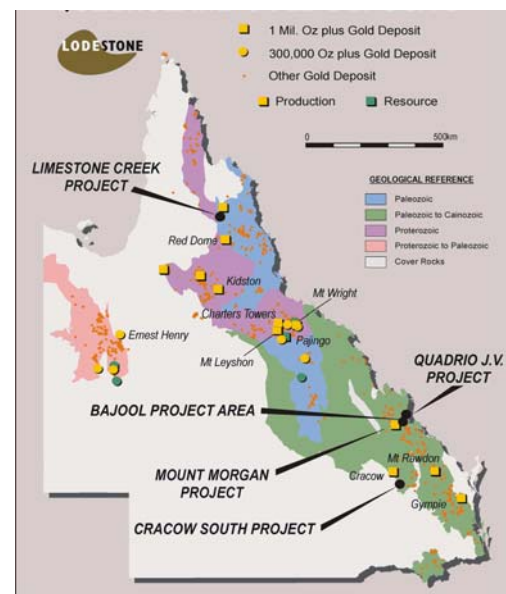 LODESTONE
1 Mil. Oz plus Gold Deposit
300,000 Oz plus Gold Deposit
Other Gold Deposit
Production
Resource
0
500km
LIMESTONE CREEK
PROJECT
GEOLOGICAL REFERENCE
Paleozoic
Paleozoic to Cainozoic
Proterozoic
Proterozoic to Paleozoic
Cover Rocks
Red Dome
Kidston
Mt Wright
Charters Towers
Ernest Henry
Pajingo
Mt Leyshon
QUADRIO J.V.
PROJECT
BAJOOL PROJECT AREA
Mt Rawdon
MOUNT MORGAN
PROJECT
Cracow
Gympie
CRACOW SOUTH PROJECT